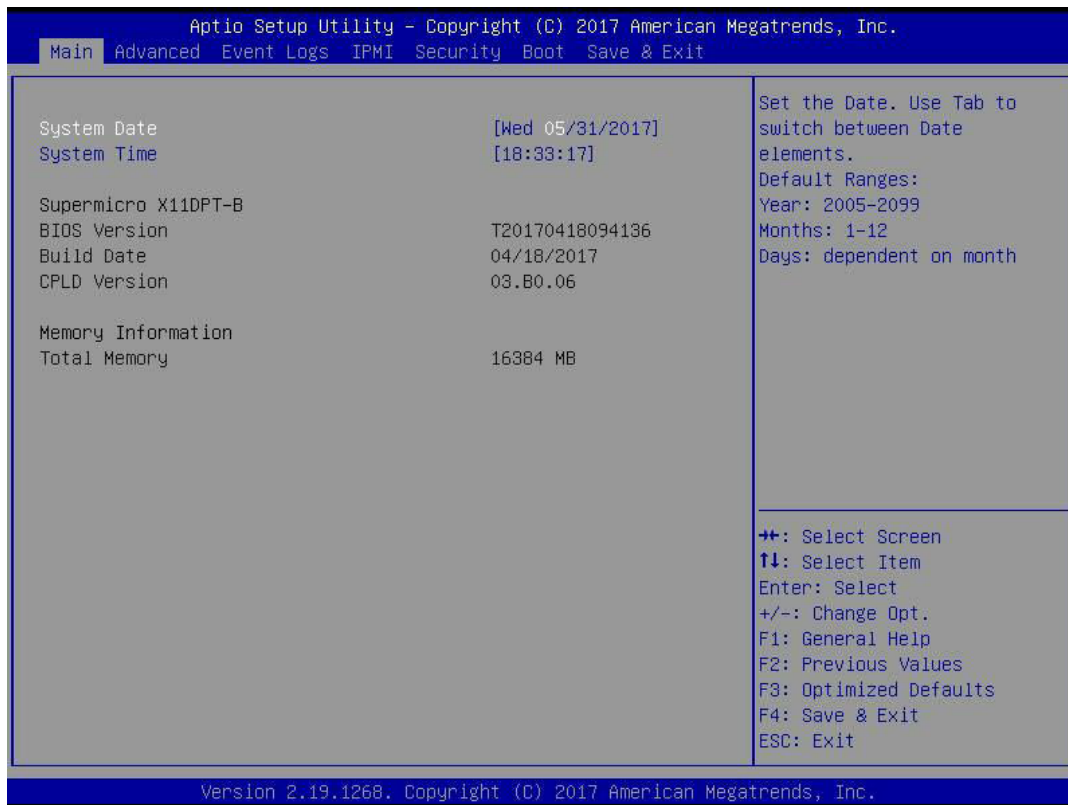 Aptio Setup Utility – Copyright (C) 2017 American Megatrends, Inc.
Main Advanced Event Logs IPMI Security Boot Save & Exit
System Date [Wed 05/31/2017]
System Time [18:33:17]
Supermicro X11DPT-B
BIOS Version T20170418094136
Build Date 04/18/2017
CPLD Version 03.B0.06
Memory Information
Total Memory 16384 MB
Set the Date. Use Tab to
switch between Date
elements.
Default Ranges:
Year: 2005-2099
Months: 1-12
Days: dependent on month
→←: Select Screen
↑↓: Select Item
Enter: Select
+/-: Change Opt.
F1: General Help
F2: Previous Values
F3: Optimized Defaults
F4: Save & Exit
ESC: Exit
Version 2.19.1268. Copyright (C) 2017 American Megatrends, Inc.